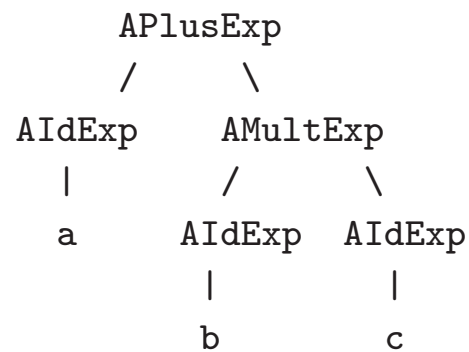 APlusExp
/ \
AIdExp AMultExp
| / \
a AIdExp AIdExp
| |
b c